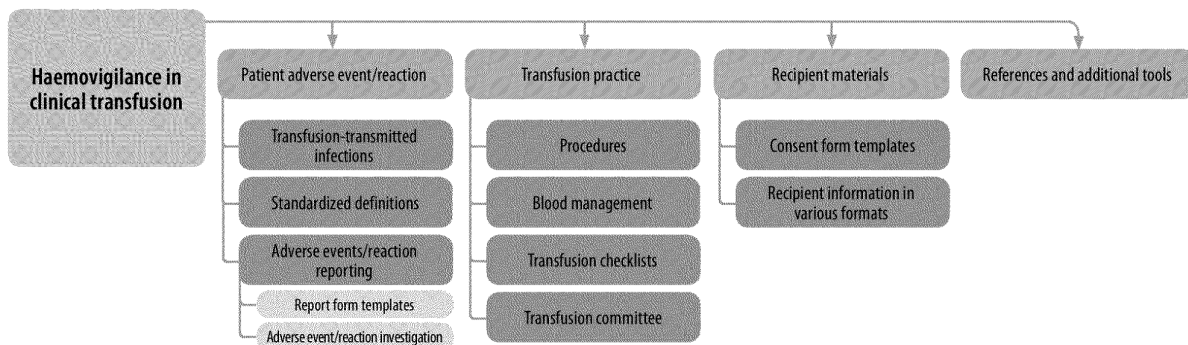 Haemovigilance in
clinical transfusion
Patient adverse event/reaction
Transfusion-transmitted
infections
Standardized definitions
Adverse events/reaction
reporting
Report form templates
Adverse event/reaction investigation
Transfusion practice
Procedures
Blood management
Transfusion checklists
Transfusion committee
Recipient materials
Consent form templates
Recipient information in
various formats
References and additional tools